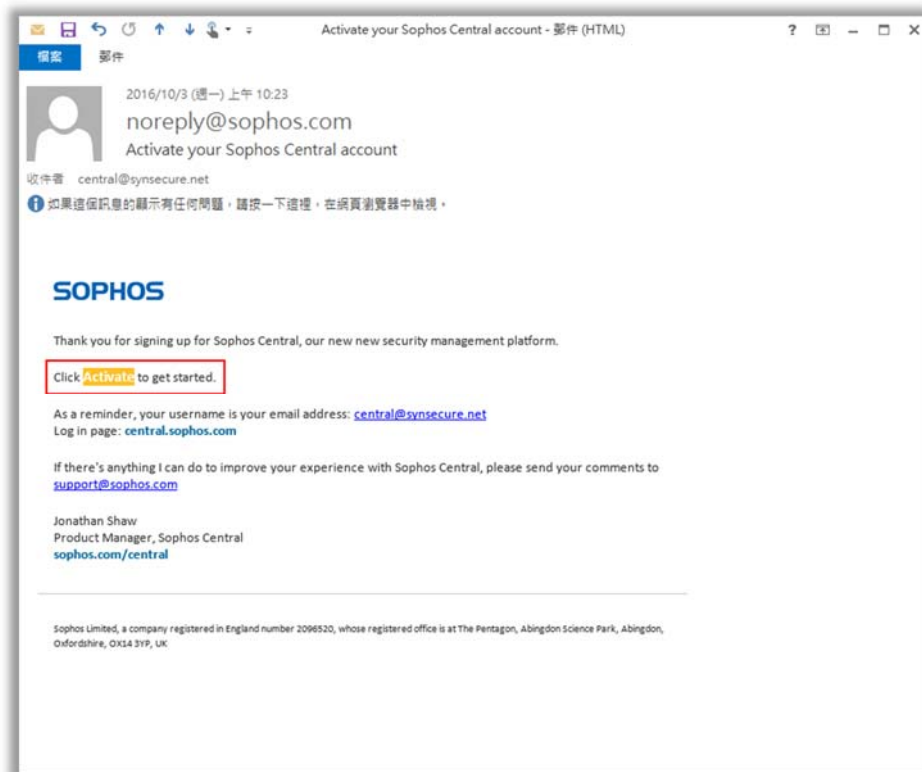 Activate your Sophos Central account - 郵件 (HTML)
檔案 郵件
2016/10/3 (週一) 上午 10:23
noreply@sophos.com
Activate your Sophos Central account
收件者 central@synsecure.net
如果這個訊息的顯示有任何問題，請按一下這裡，在網頁瀏覽器中檢視。
SOPHOS
Thank you for signing up for Sophos Central, our new new security management platform.
Click Activate to get started.
As a reminder, your username is your email address: central@synsecure.net
Log in page: central.sophos.com
If there's anything I can do to improve your experience with Sophos Central, please send your comments to
support@sophos.com
Jonathan Shaw
Product Manager, Sophos Central
sophos.com/central
Sophos Limited, a company registered in England number 2096520, whose registered office is at The Pentagon, Abingdon Science Park, Abingdon,
Oxfordshire, OX14 3YP, UK